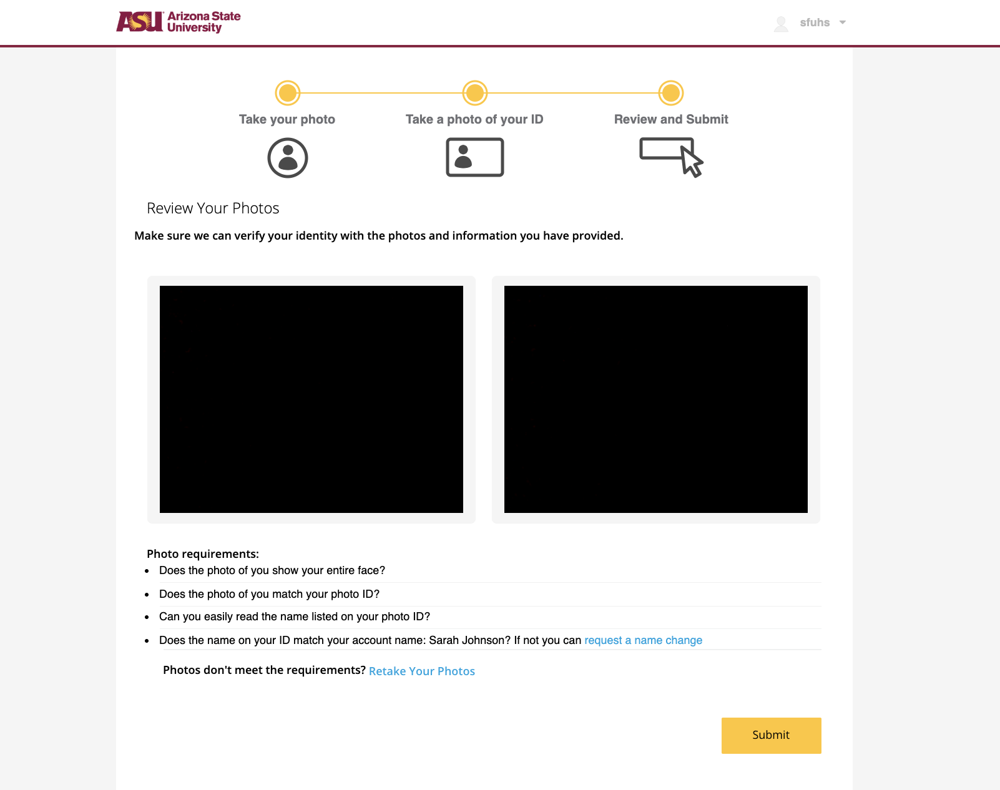 ASU Arizona State
University
sfuhs
Take your photo
Take a photo of your ID
Review and Submit
Review Your Photos
Make sure we can verify your identity with the photos and information you have provided.
Photo requirements:
Does the photo of you show your entire face?
Does the photo of you match your photo ID?
Can you easily read the name listed on your photo ID?
Does the name on your ID match your account name: Sarah Johnson? If not you can request a name change
Photos don't meet the requirements? Retake Your Photos
Submit